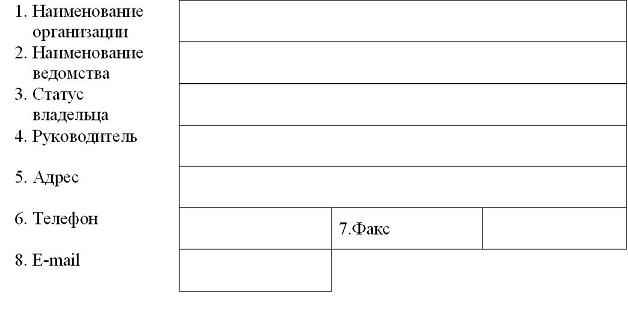 1. Наименование
организации
2. Наименование
ведомства
3. Статус
владельца
4. Руководитель
5. Адрес
6. Телефон
7.Факс
8. E-mail